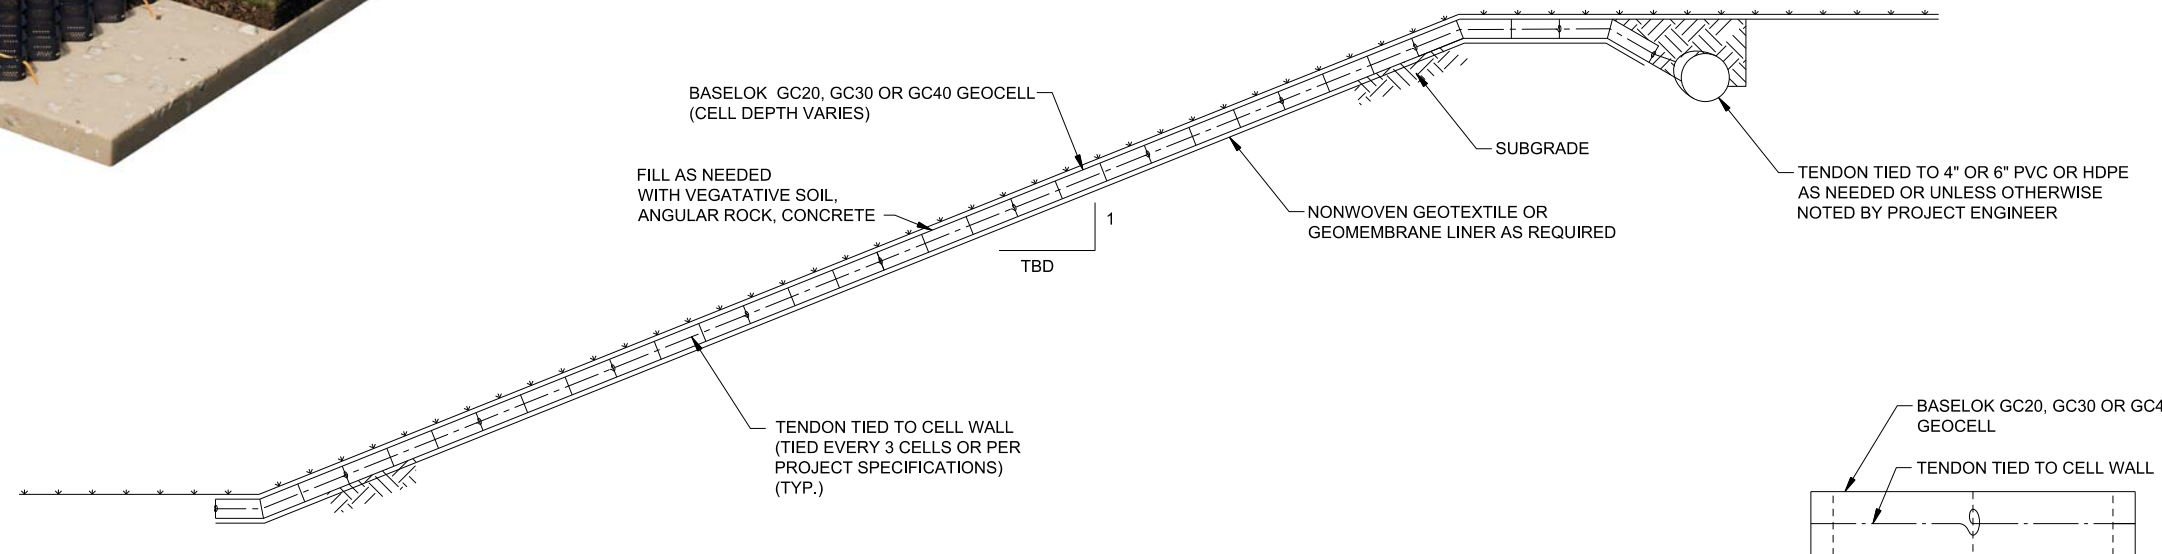 BASELOK GC20, GC30 OR GC40 GEOCELL
(CELL DEPTH VARIES)
FILL AS NEEDED
WITH VEGATATIVE SOIL,
ANGULAR ROCK, CONCRETE
1
TBD
SUBGRADE
NONWOVEN GEOTEXTILE OR
GEOMEMBRANE LINER AS REQUIRED
TENDON TIED TO 4" OR 6" PVC OR HDPE
AS NEEDED OR UNLESS OTHERWISE
NOTED BY PROJECT ENGINEER
TENDON TIED TO CELL WALL
(TIED EVERY 3 CELLS OR PER
PROJECT SPECIFICATIONS)
(TYP.)
BASELOK GC20, GC30 OR GC4
GEOCELL
TENDON TIED TO CELL WALL